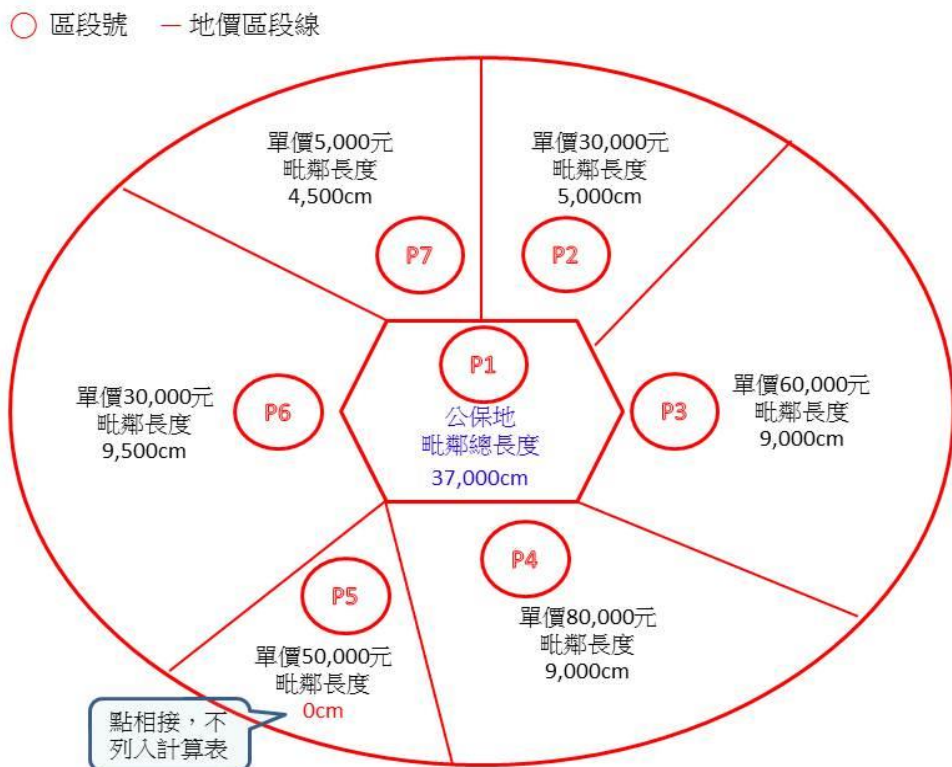 區段號 地價區段線
單價5,000元
毗鄰長度
4,500cm
P7
單價30,000元
毗鄰長度
5,000cm
P2
P1
公保地
毗鄰總長度
37,000cm
單價30,000元
毗鄰長度
9,500cm
P6
P3
單價60,000元
毗鄰長度
9,000cm
P5
單價50,000元
毗鄰長度
0cm
P4
單價80,000元
毗鄰長度
9,000cm
點相接，不
列入計算表